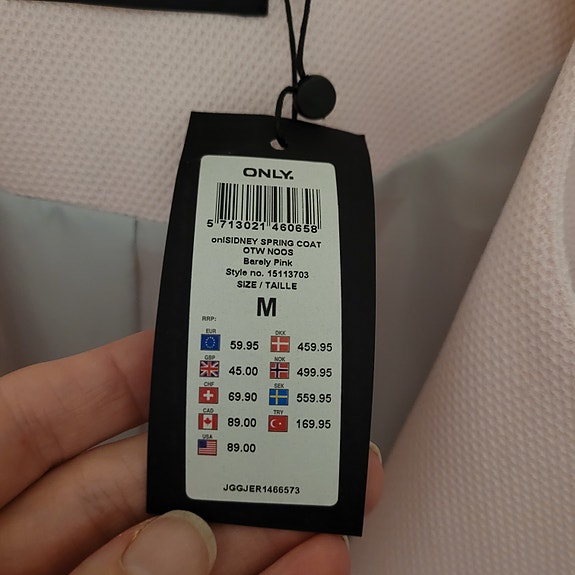 ONLY.
5 713021 460658
onlSIDNEY SPRING COAT
OTW NOOS
Barely Pink
Style no. 15113703
SIZE / TAILLE
M
RRP:
EUR 59.95
DKK 459.95
GBP 45.00
NOK 499.95
CHF 69.90
SEK 559.95
CAD 89.00
TRY 169.95
USA 89.00
JGGJER1466573